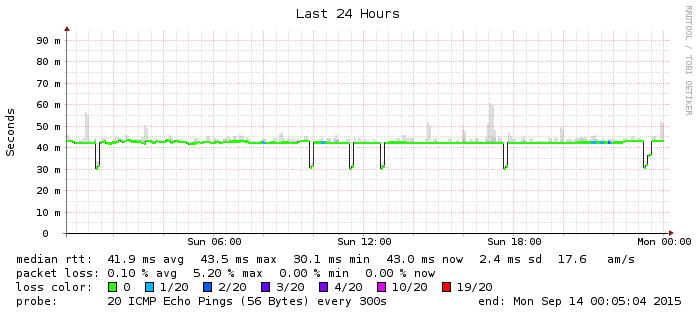 Last 24 Hours
RRDTOOL / TOBI OETIKER
Seconds
90 m
80 m
70 m
60 m
50 m
40 m
30 m
20 m
10 m
0
Sun 06:00 Sun 12:00 Sun 18:00 Mon 00:00
median rtt: 41.9 ms avg 43.5 ms max 30.1 ms min 43.0 ms now 2.4 ms sd 17.6 am/s
packet loss: 0.10 % avg 5.20 % max 0.00 % min 0.00 % now
loss color: 0 1/20 2/20 3/20 4/20 10/20 19/20
probe: 20 ICMP Echo Pings (56 Bytes) every 300s end: Mon Sep 14 00:05:04 2015